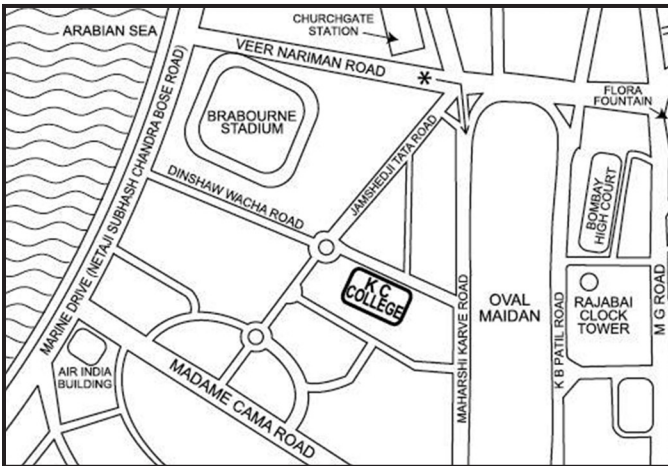 CHURCHGATE
STATION
ARABIAN SEA
VEER NARIMAN ROAD
*
FLORA
FOUNTAIN
BRABOURNE
STADIUM
JAMSHEDJI TATA ROAD
MARINE DRIVE (NETAJI SUBHASH CHANDRA BOSE ROAD)
DINSHAW WACHA ROAD
BOMBAY
HIGH COURT
K C
COLLEGE
OVAL
MAIDAN
RAJABAI
CLOCK
TOWER
M G ROAD
MAHARSHI KARVE ROAD
K B PATIL ROAD
AIR INDIA
BUILDING
MADAME CAMA ROAD